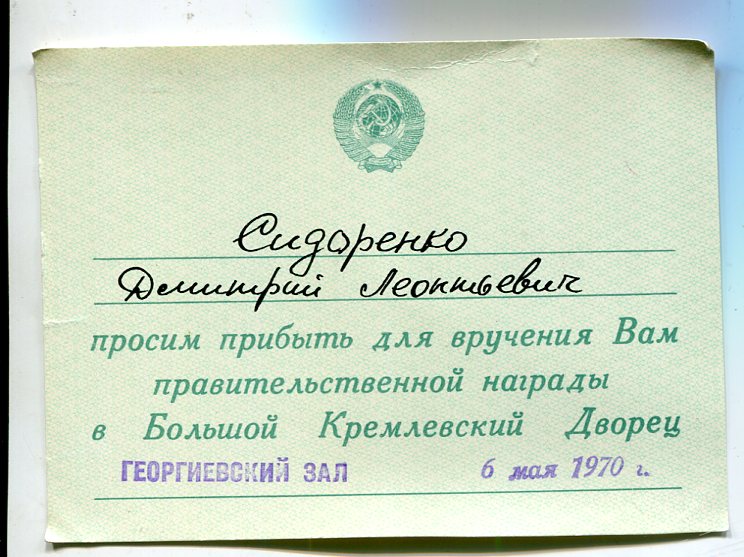 Сидоренко
Дмитрий Леонтьевич
просим прибыть для вручения Вам
правительственной награды
в Большой Кремлевский Дворец
ГЕОРГИЕВСКИЙ ЗАЛ 6 мая 1970 г.